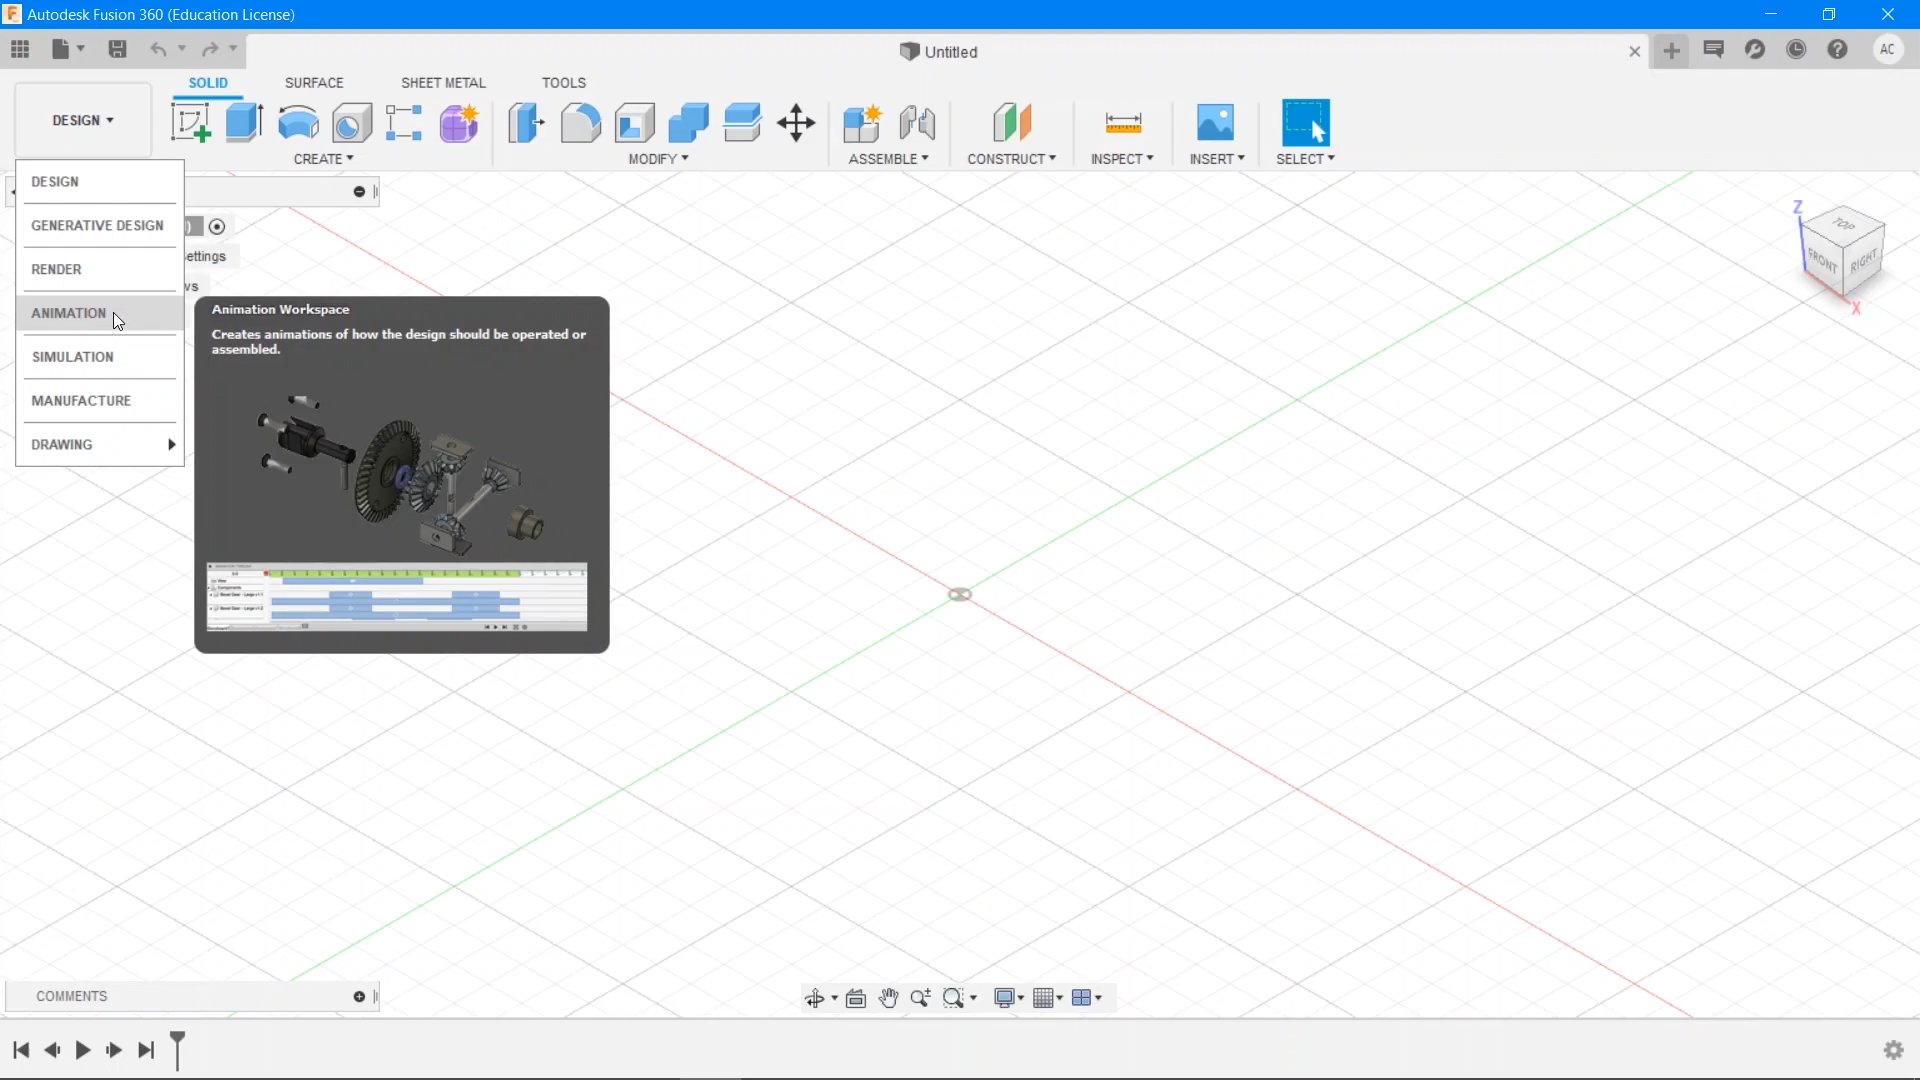 Autodesk Fusion 360 (Education License)
Untitled
AC
SOLID
SURFACE
SHEET METAL
TOOLS
DESIGN
CREATE
MODIFY
ASSEMBLE
CONSTRUCT
INSPECT
INSERT
SELECT
DESIGN
GENERATIVE DESIGN
RENDER
ANIMATION
SIMULATION
MANUFACTURE
DRAWING
ettings
ws
Animation Workspace
Creates animations of how the design should be operated or
assembled.
Z
TOP
FRONT
RIGHT
X
COMMENTS